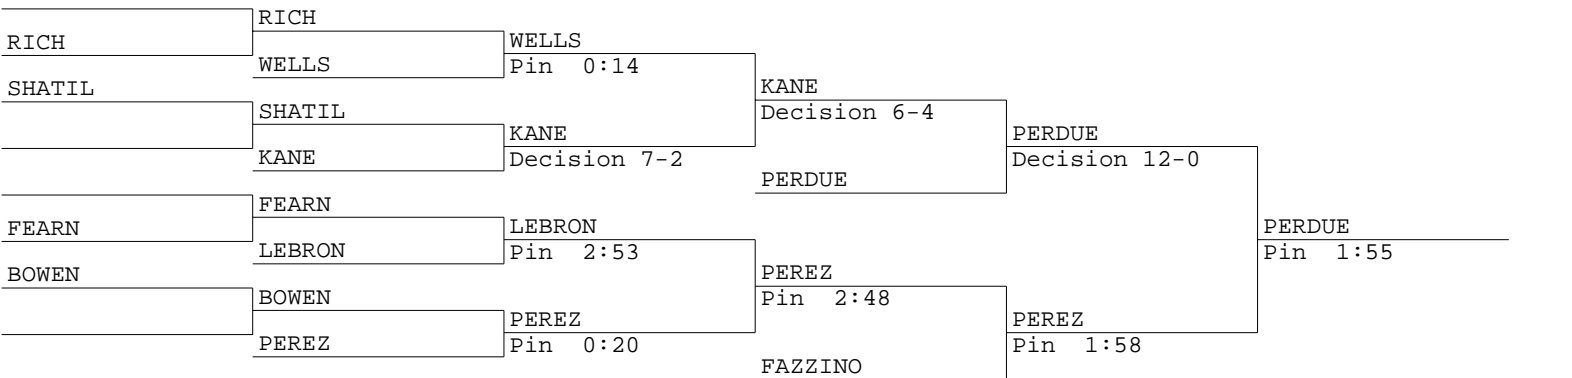 RICH
RICH
WELLS
WELLS
Pin 0:14
SHATIL
KANE
SHATIL
Decision 6-4
KANE
PERDUE
KANE
Decision 7-2
Decision 12-0
PERDUE
FEARN
FEARN
LEBRON
PERDUE
LEBRON
Pin 2:53
Pin 1:55
BOWEN
PEREZ
BOWEN
Pin 2:48
PEREZ
PEREZ
PEREZ
Pin 0:20
Pin 1:58
FAZZINO